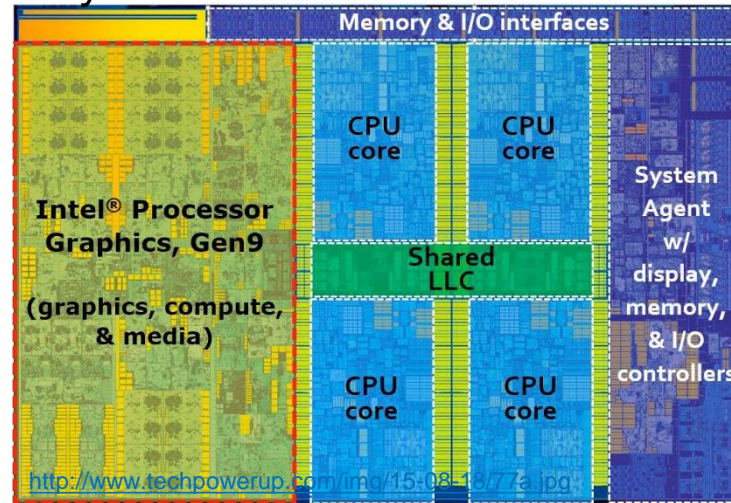 Memory & I/O interfaces
CPU
core
CPU
core
Intel® Processor
Graphics, Gen9
(graphics, compute,
& media)
Shared
LLC
System
Agent
w/
display,
memory,
& I/O
controllers
CPU
core
CPU
core
http://www.techpowerup.com/img/15-08-18/77a.jpg